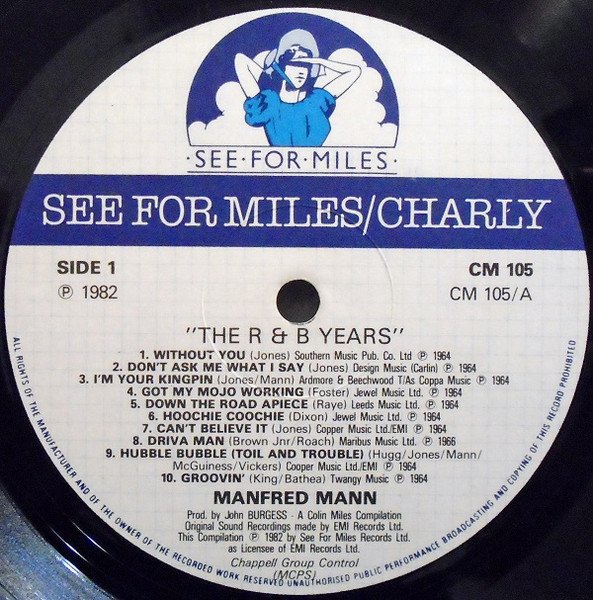 ·SEE·FOR·MILES·
SEE FOR MILES/CHARLY
SIDE 1
CM 105
℗ 1982
CM 105/A
"THE R & B YEARS"
1. WITHOUT YOU (Jones) Southern Music Pub. Co. Ltd ℗ 1964
2. DON'T ASK ME WHAT I SAY (Jones) Design Music (Carlin) ℗ 1964
3. I'M YOUR KINGPIN (Jones/Mann) Ardmore & Beechwood T/As Coppa Music ℗ 1964
4. GOT MY MOJO WORKING (Foster) Jewel Music Ltd. ℗ 1964
5. DOWN THE ROAD APIECE (Raye) Leeds Music Ltd. ℗ 1964
6. HOOCHIE COOCHIE (Dixon) Jewel Music Ltd. ℗ 1964
7. CAN'T BELIEVE IT (Jones) Copper Music Ltd/EMI ℗ 1964
8. DRIVA MAN (Brown Jnr/Roach) Maribus Music Ltd. ℗ 1966
9. HUBBLE BUBBLE (TOIL AND TROUBLE) (Hugg/Jones/Mann/
McGuiness/Vickers) Cooper Music Ltd./EMI ℗ 1964
10. GROOVIN' (King/Bathea) Twangy Music ℗ 1964
MANFRED MANN
Prod. by John BURGESS - A Colin Miles Compilation
Original Sound Recordings made by EMI Records Ltd.
This Compilation ℗ 1982 by See For Miles Records Ltd.
as Licensee of EMI Records Ltd.
Chappell Group Control
(MCPS)
ALL RIGHTS OF THE MANUFACTURER AND OF THE OWNER OF THE RECORDED WORK RESERVED UNAUTHORISED PUBLIC PERFORMANCE BROADCASTING AND COPYING OF THIS RECORD PROHIBITED